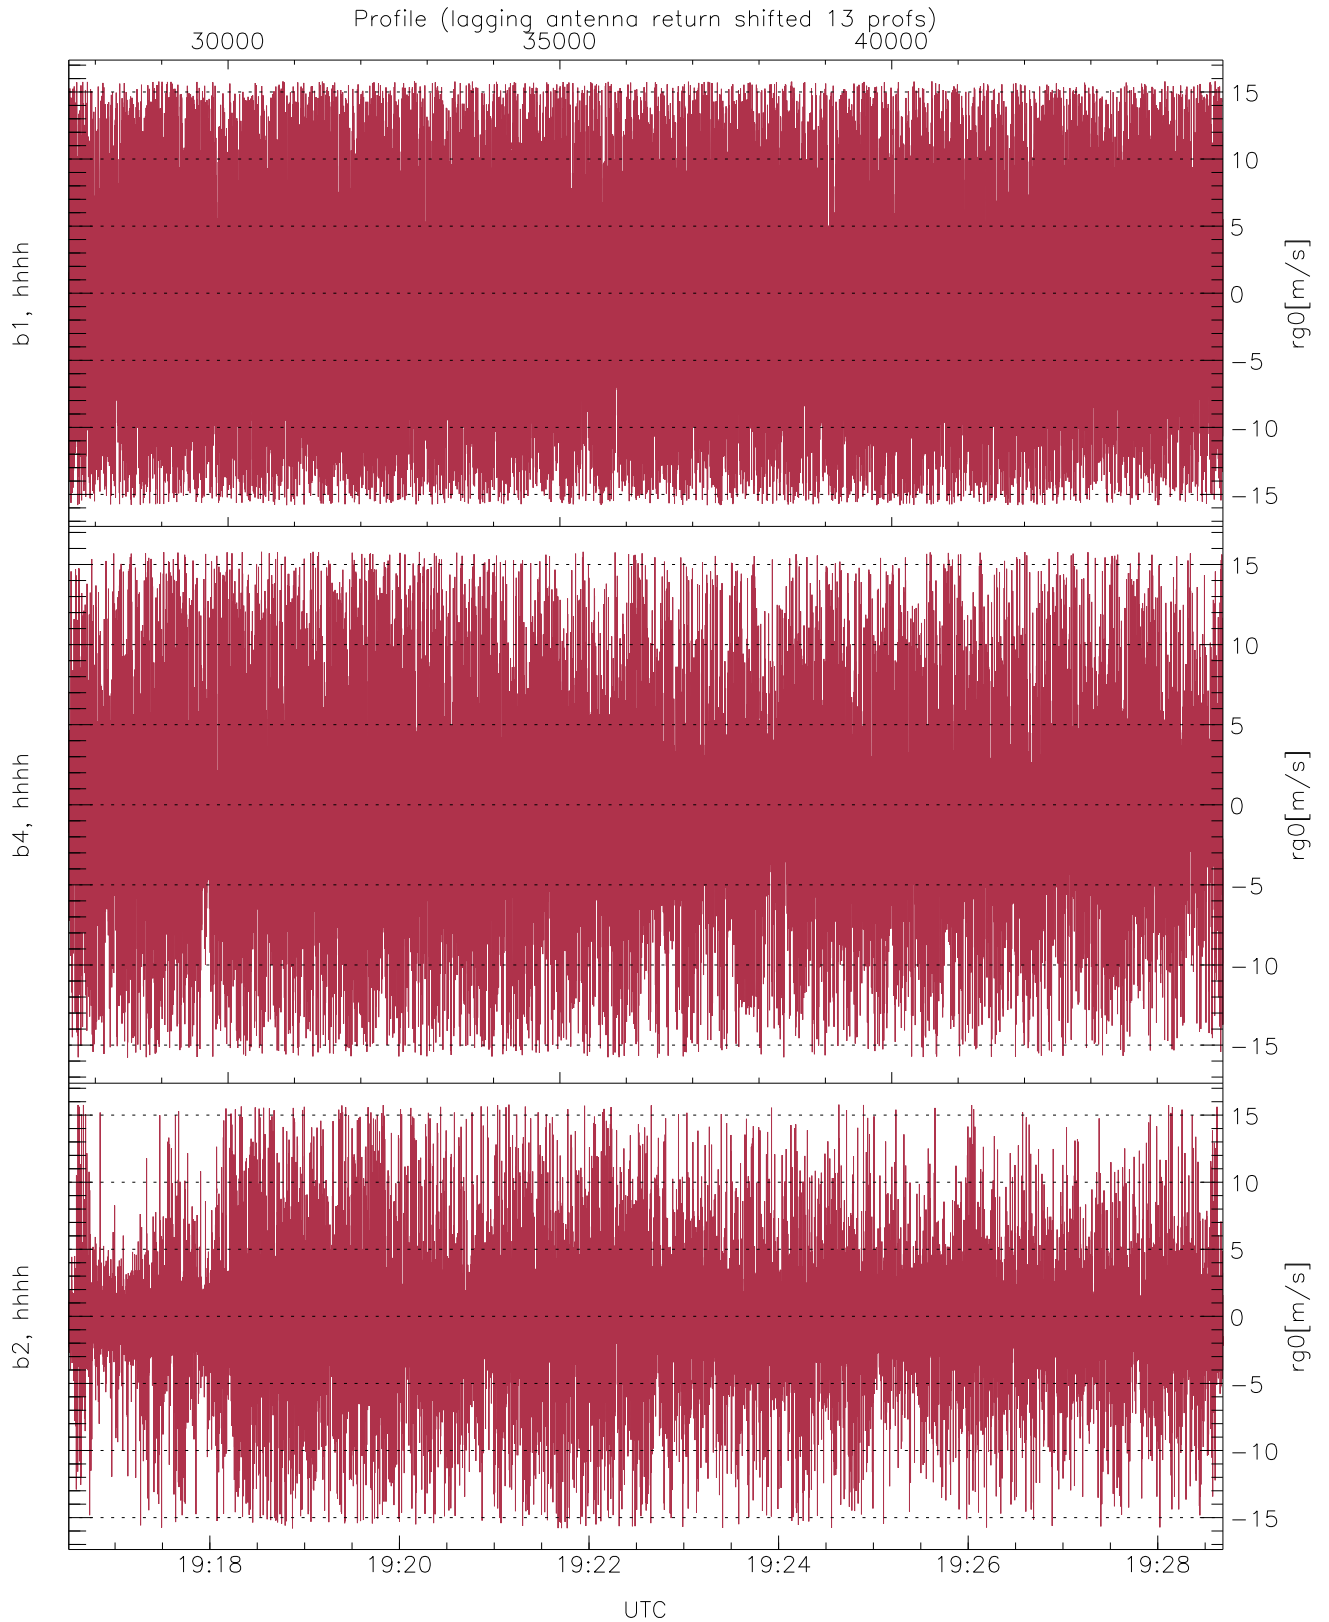 Profile (lagging antenna return shifted 13 profs)
30000 35000 40000
15
10
5
0
−5
−10
−15
b1, hhhh
rg0[m/s]
15
10
5
0
−5
−10
−15
b4, hhhh
rg0[m/s]
15
10
5
0
−5
−10
−15
b2, hhhh
rg0[m/s]
19:18 19:20 19:22 19:24 19:26 19:28
UTC